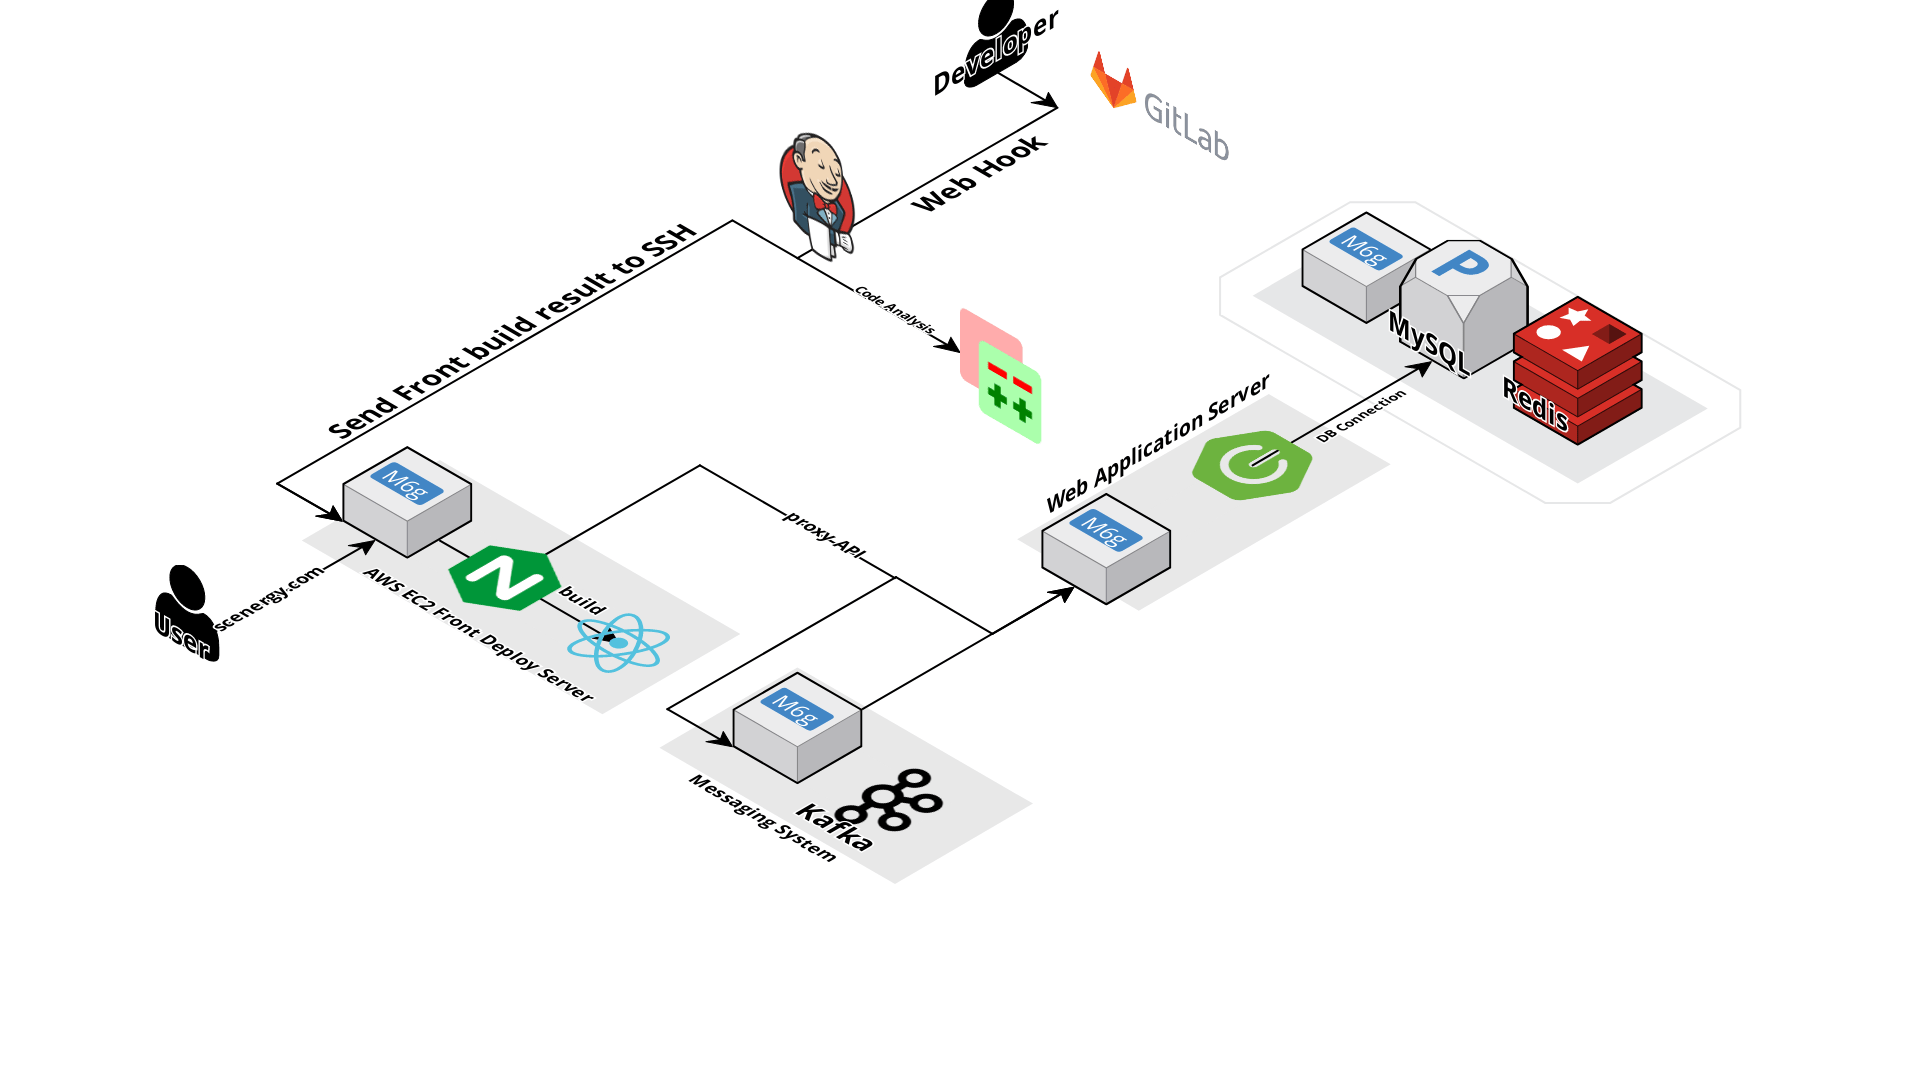 Developer
GitLab
Web Hook
Send Front build result to SSH
Code Analysis
M6g
P
MySQL
Redis
DB Connection
Web Application Server
M6g
M6g
proxy-API
build
AWS EC2 Front Deploy Server
scenergy.com
User
M6g
Kafka
Messaging System